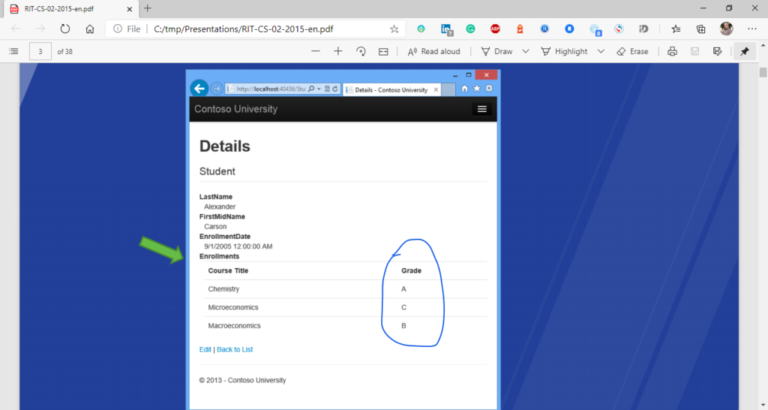 RIT-CS-02-2015-en.pdf
File C:/tmp/Presentations/RIT-CS-02-2015-en.pdf
3 of 38 Read aloud Draw Highlight Erase
http://localhost:40436/Stu Details - Contoso University
Contoso University
Details
Student
LastName
Alexander
FirstMidName
Carson
EnrollmentDate
9/1/2005 12:00:00 AM
Enrollments
Course Title Grade
Chemistry A
Microeconomics C
Macroeconomics B
Edit | Back to List
© 2013 - Contoso University